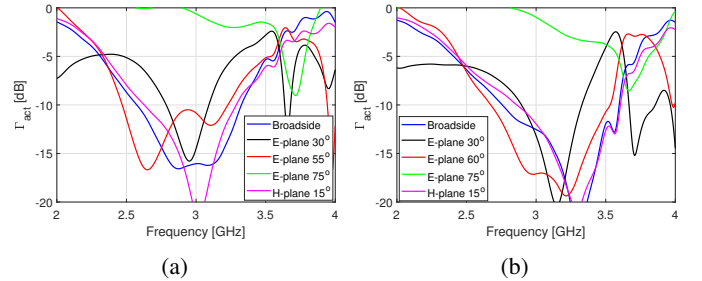 0
-5
-10
-15
-20
Γact [dB]
2
2.5
3
3.5
4
Frequency [GHz]
Broadside
E-plane 30°
E-plane 55°
E-plane 75°
H-plane 15°
(a)
0
-5
-10
-15
-20
Γact [dB]
2
2.5
3
3.5
4
Frequency [GHz]
Broadside
E-plane 30°
E-plane 60°
E-plane 75°
H-plane 15°
(b)